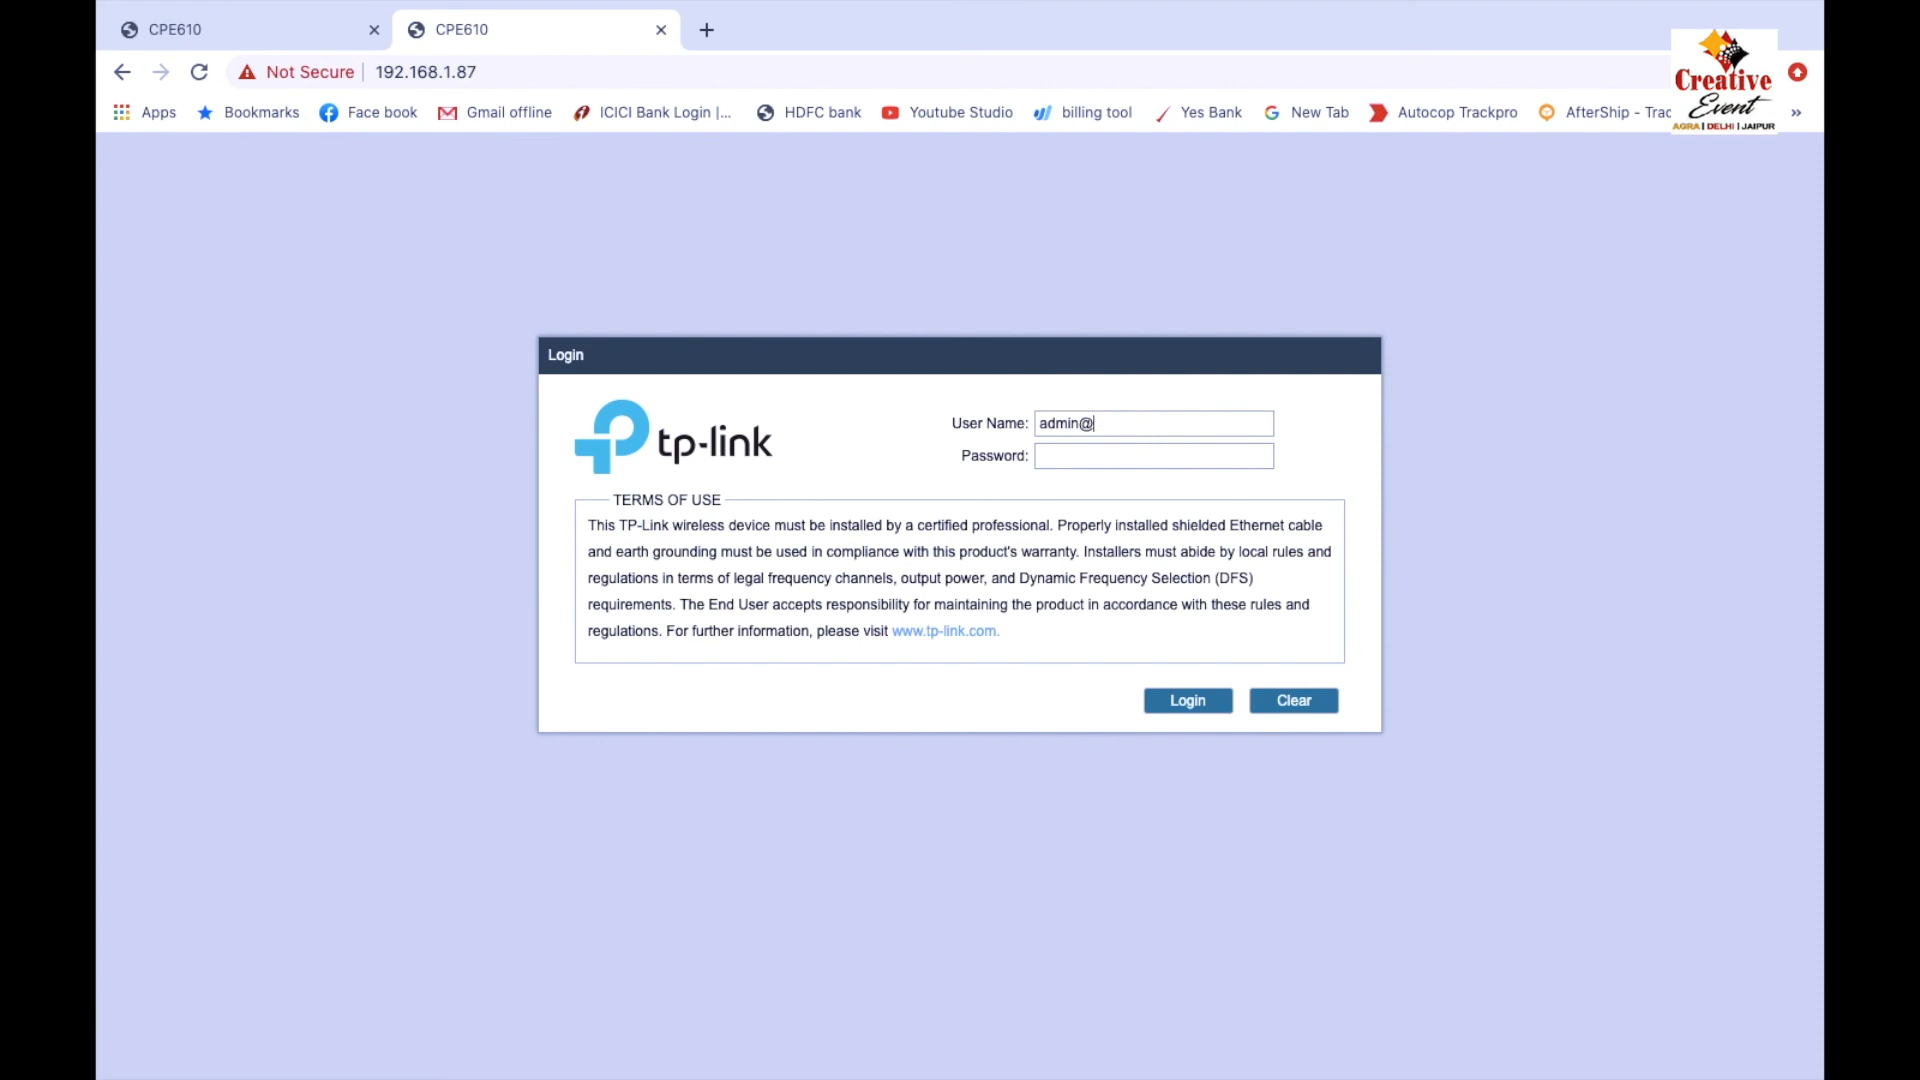 CPE610
CPE610
Not Secure 192.168.1.87
Apps Bookmarks Face book Gmail offline ICICI Bank Login |... HDFC bank Youtube Studio billing tool Yes Bank New Tab Autocop Trackpro AfterShip - Trac »
Creative
Event
AGRA | DELHI | JAIPUR
Login
tp-link
User Name: admin@
Password:
TERMS OF USE
This TP-Link wireless device must be installed by a certified professional. Properly installed shielded Ethernet cable
and earth grounding must be used in compliance with this product's warranty. Installers must abide by local rules and
regulations in terms of legal frequency channels, output power, and Dynamic Frequency Selection (DFS)
requirements. The End User accepts responsibility for maintaining the product in accordance with these rules and
regulations. For further information, please visit www.tp-link.com.
Login Clear